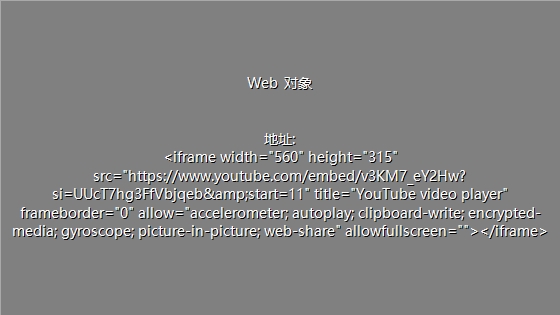 Web 对象
地址:
<iframe width="560" height="315"
src="https://www.youtube.com/embed/v3KM7_eY2Hw?
si=UUcT7hg3FfVbjqeb&amp;start=11" title="YouTube video player"
frameborder="0" allow="accelerometer; autoplay; clipboard-write; encrypted-
media; gyroscope; picture-in-picture; web-share" allowfullscreen=""></iframe>